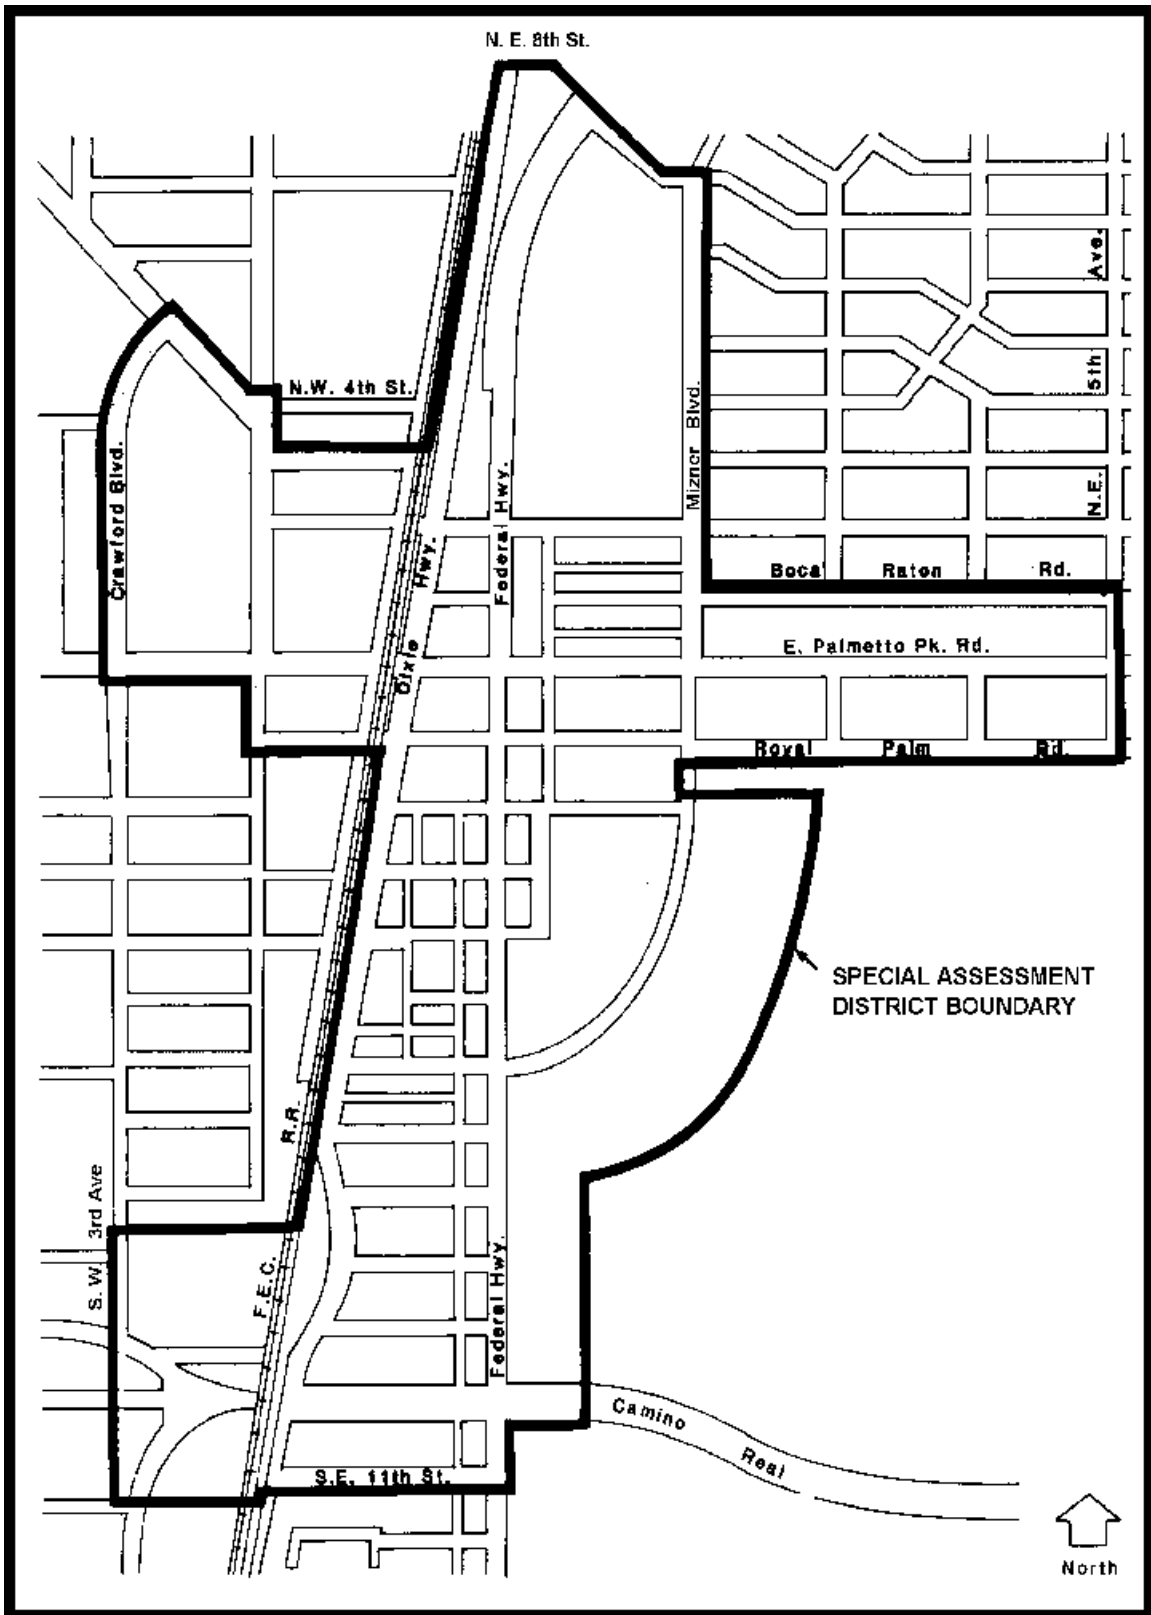 N. E. 8th St.
Ave.
5th
N.E.
N.W. 4th St.
Mizner Blvd.
Crawford Blvd.
Federal Hwy.
Dixie Hwy.
Boca Raton Rd.
E. Palmetto Pk. Rd.
Royal Palm Rd.
SPECIAL ASSESSMENT
DISTRICT BOUNDARY
R.R.
S.W. 3rd Ave
F.E.C.
Federal Hwy.
Camino Real
S.E. 11th St.
North